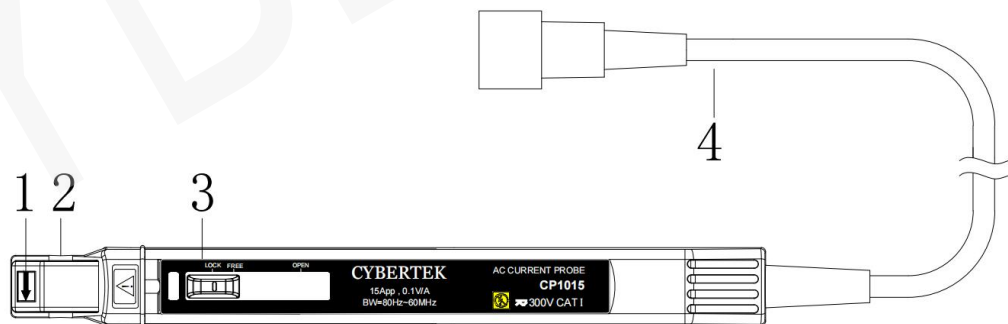 4
1 2 3
LOCK FREE OPEN
CYBERTEK
15App , 0.1V/A
BW=80Hz~60MHz
AC CURRENT PROBE
CP1015
300V CAT I